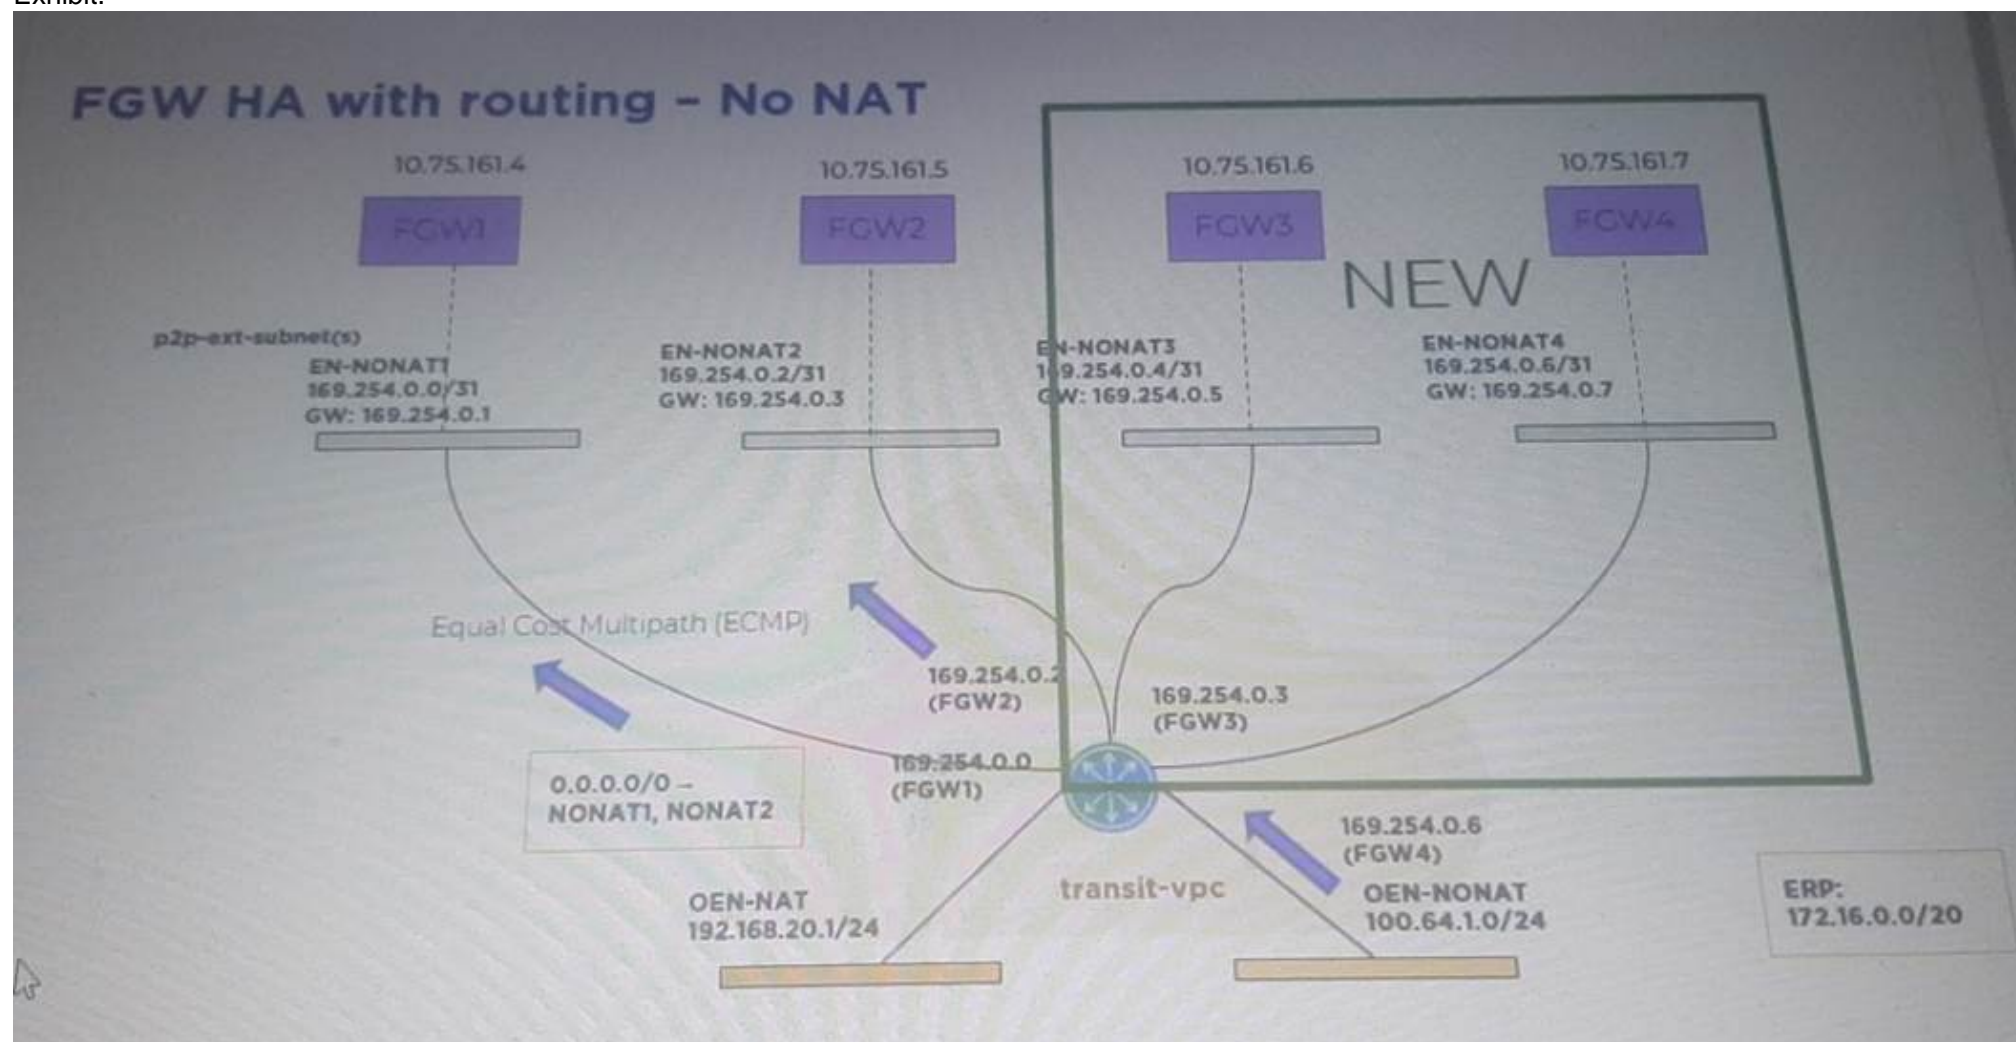 Exhibit:
FGW HA with routing – No NAT
10.75.161.4
10.75.161.5
10.75.161.6
10.75.161.7
FGW1
FGW2
FGW3
FGW4
NEW
p2p-ext-subnet(s)
EN-NONAT1
169.254.0.0/31
GW: 169.254.0.1
EN-NONAT2
169.254.0.2/31
GW: 169.254.0.3
EN-NONAT3
169.254.0.4/31
GW: 169.254.0.5
EN-NONAT4
169.254.0.6/31
GW: 169.254.0.7
Equal Cost Multipath (ECMP)
169.254.0.2
(FGW2)
169.254.0.3
(FGW3)
169.254.0.0
(FGW1)
0.0.0.0/0 –
NONAT1, NONAT2
169.254.0.6
(FGW4)
transit-vpc
OEN-NAT
192.168.20.1/24
OEN-NONAT
100.64.1.0/24
ERP:
172.16.0.0/20